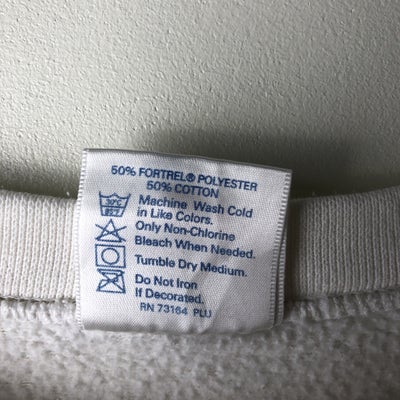 50% FORTREL® POLYESTER
50% COTTON
Machine Wash Cold
in Like Colors.
Only Non-Chlorine
Bleach When Needed.
Tumble Dry Medium.
Do Not Iron
If Decorated.
RN 73164 PLU